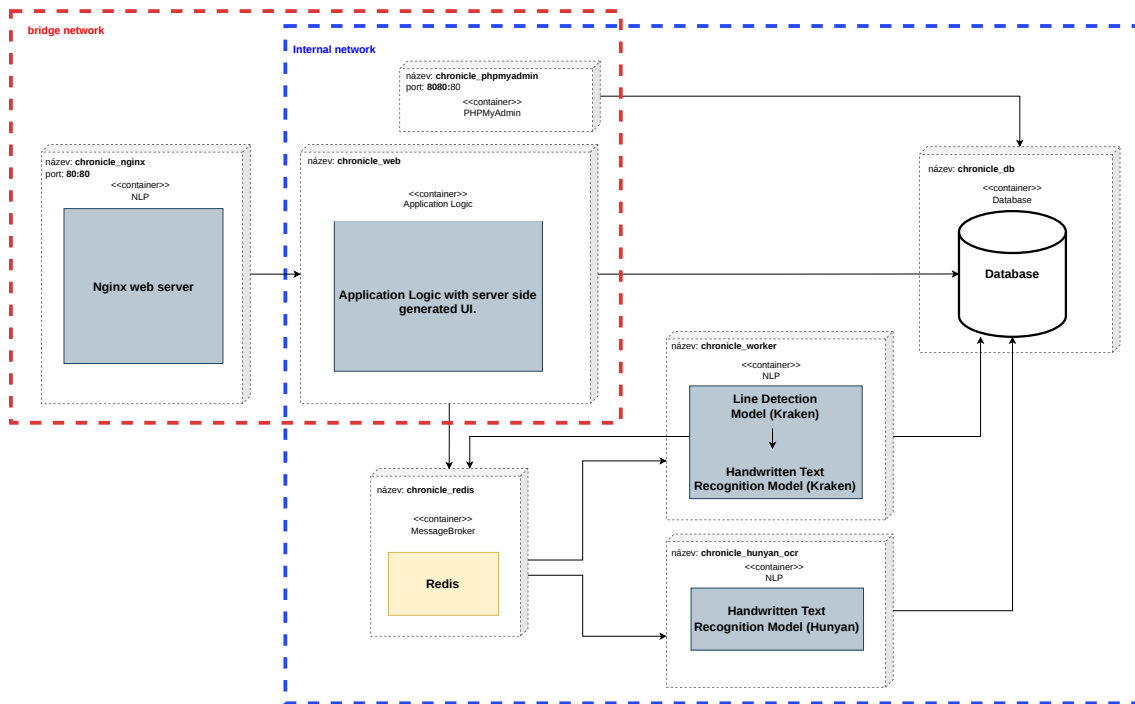 bridge network
Internal network
název: chronicle_phpmyadmin
port: 8080:80
<<container>>
PHPMyAdmin
název: chronicle_nginx
port: 80:80
<<container>>
NLP
Nginx web server
název: chronicle_web
<<container>>
Application Logic
Application Logic with server side
generated UI.
název: chronicle_db
<<container>>
Database
Database
název: chronicle_worker
<<container>>
NLP
Line Detection
Model (Kraken)
Handwritten Text
Recognition Model (Kraken)
název: chronicle_redis
<<container>>
MessageBroker
Redis
název: chronicle_hunyan_ocr
<<container>>
NLP
Handwritten Text
Recognition Model (Hunyan)